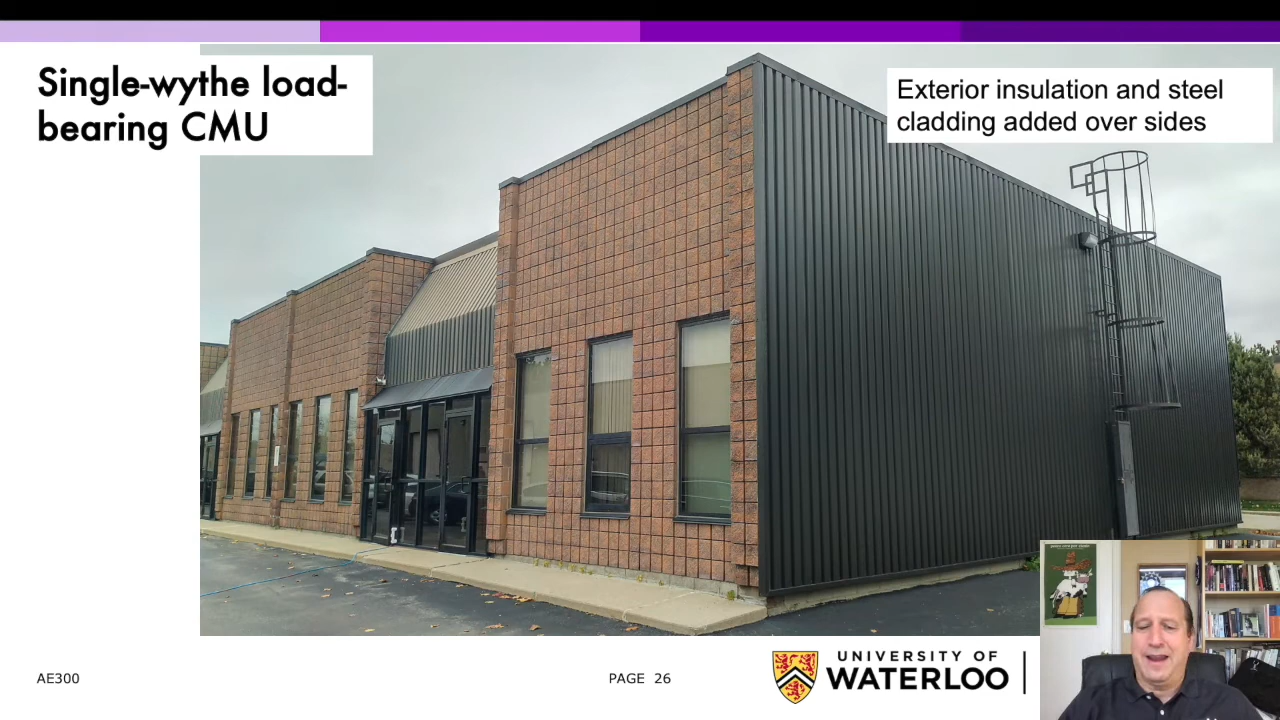 Single-wythe load-
bearing CMU
Exterior insulation and steel
cladding added over sides
AE300
PAGE 26
UNIVERSITY OF
WATERLOO